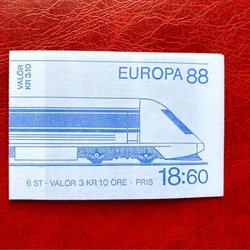 VALÖR
KR 3:10
EUROPA 88
6 ST · VALÖR 3 KR 10 ÖRE · PRIS 18:60